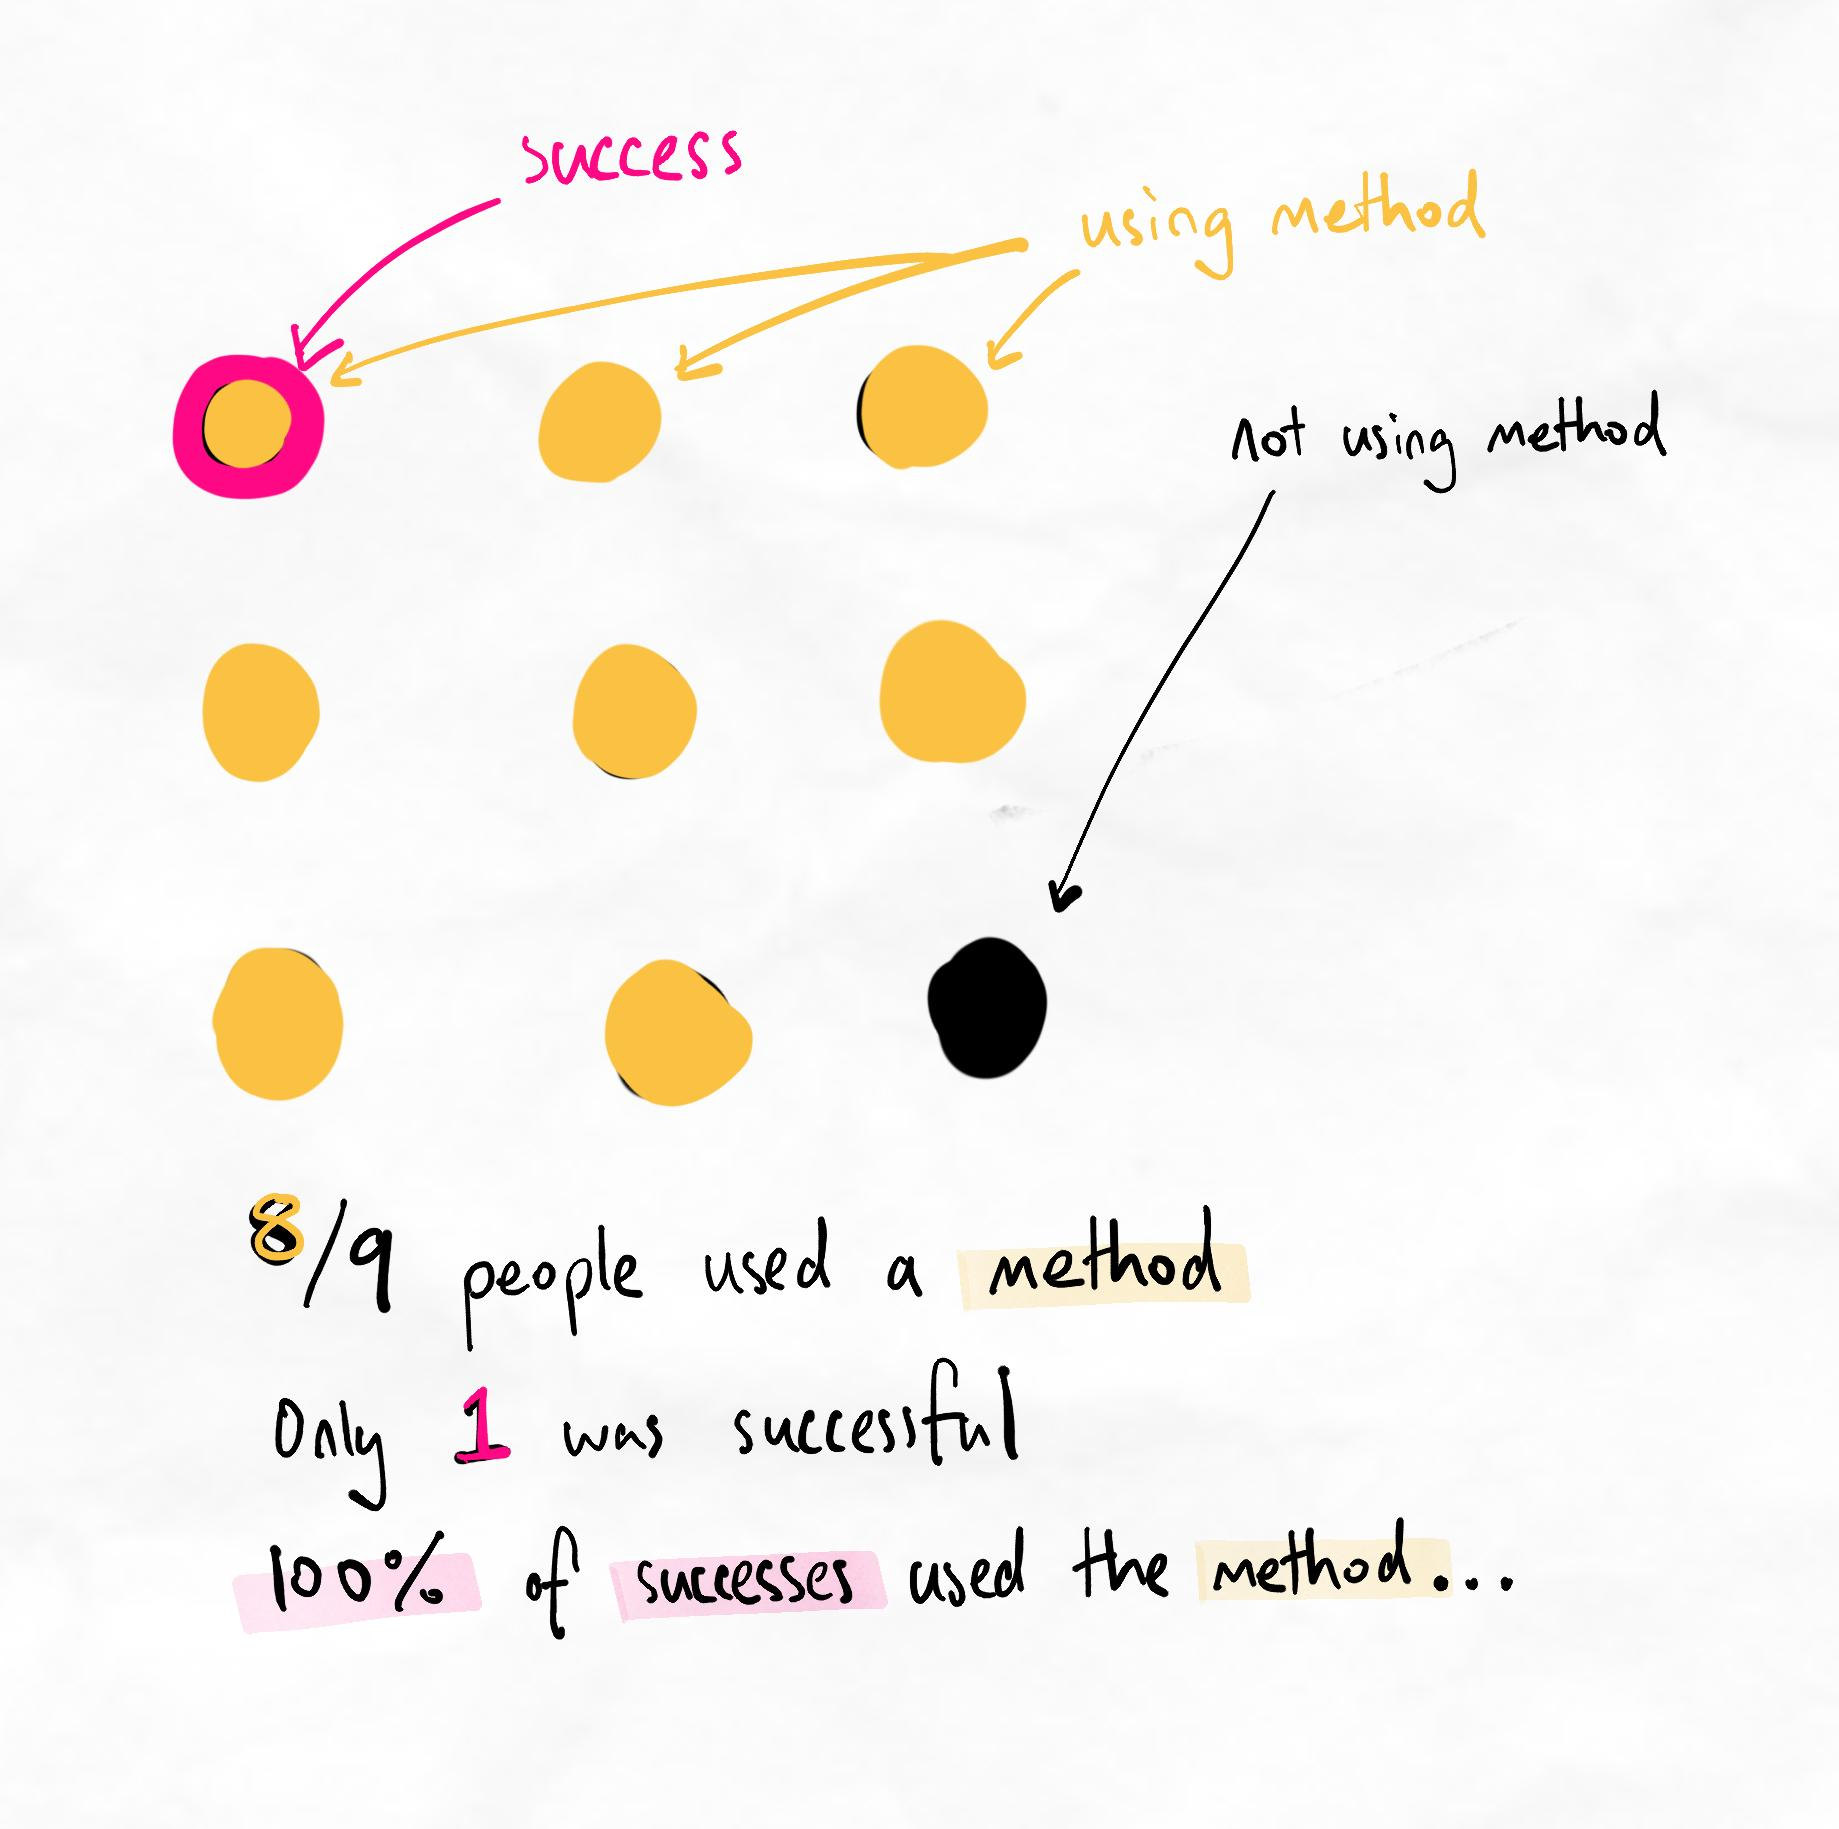 success
using method
not using method
8/9 people used a method
Only 1 was successful
100% of successes used the method...